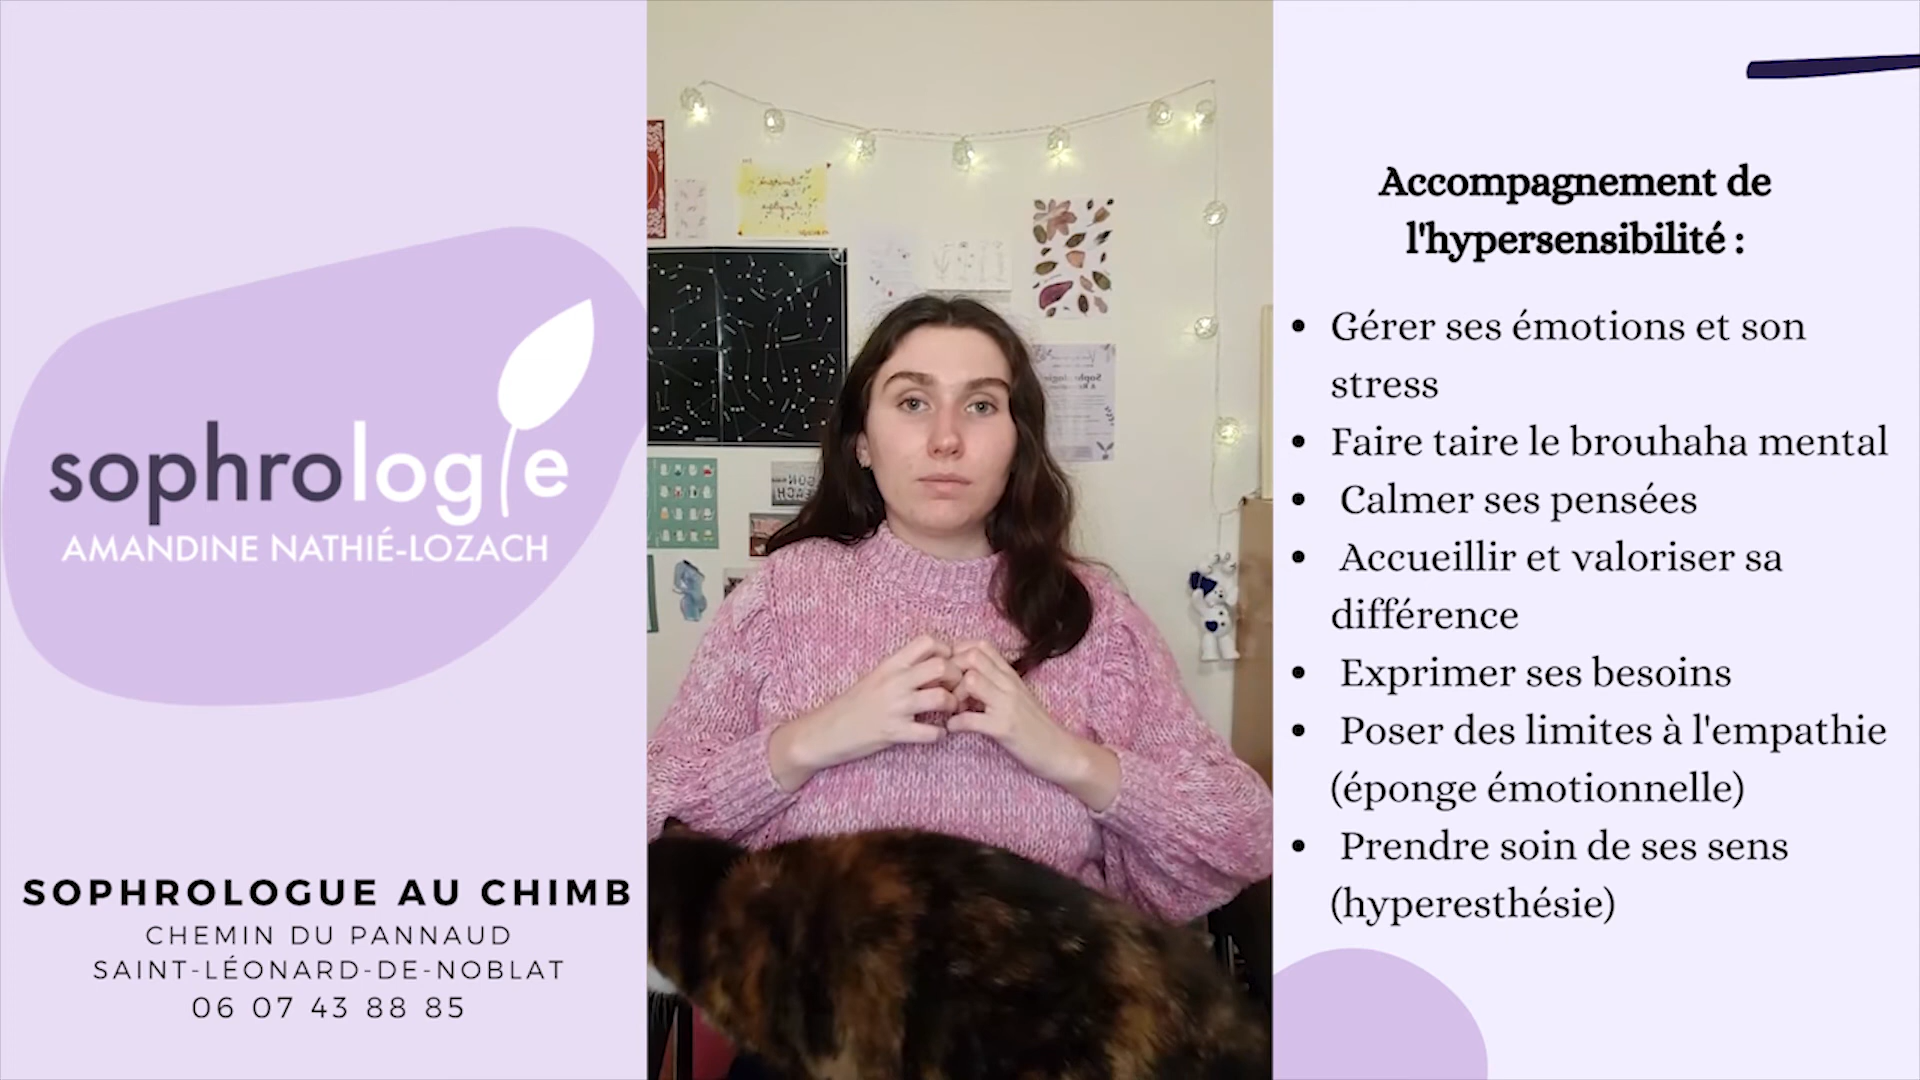 sophrologie
AMANDINE NATHIÉ-LOZACH
SOPHROLOGUE AU CHIMB
CHEMIN DU PANNAUD
SAINT-LÉONARD-DE-NOBLAT
06 07 43 88 85
Accompagnement de
l'hypersensibilité :
• Gérer ses émotions et son
stress
• Faire taire le brouhaha mental
• Calmer ses pensées
• Accueillir et valoriser sa
différence
• Exprimer ses besoins
• Poser des limites à l'empathie
(éponge émotionnelle)
• Prendre soin de ses sens
(hyperesthésie)